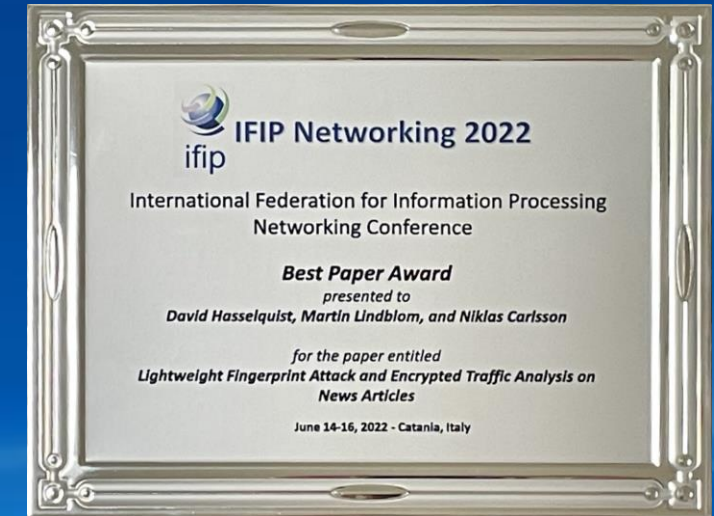 IFIP Networking 2022
ifip
International Federation for Information Processing
Networking Conference
Best Paper Award
presented to
David Hasselquist, Martin Lindblom, and Niklas Carlsson
for the paper entitled
Lightweight Fingerprint Attack and Encrypted Traffic Analysis on
News Articles
June 14-16, 2022 - Catania, Italy